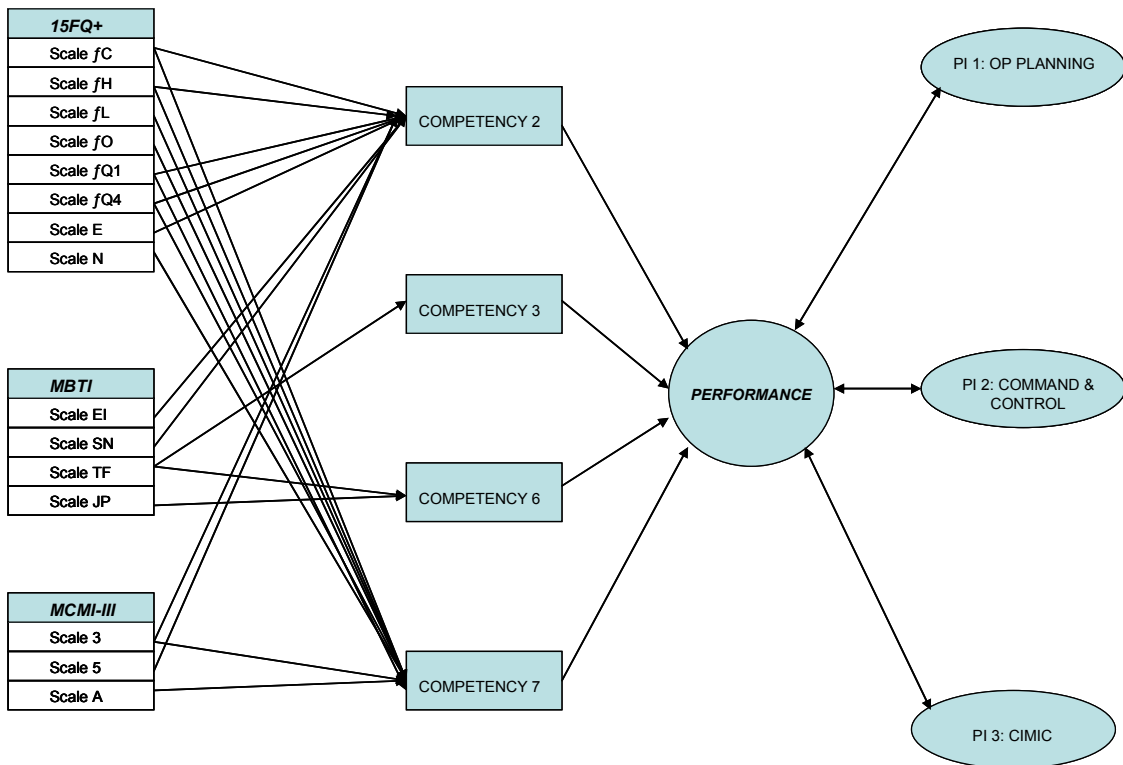 15FQ+
Scale ƒC
Scale ƒH
Scale ƒL
Scale ƒO
Scale ƒQ1
Scale ƒQ4
Scale E
Scale N
MBTI
Scale EI
Scale SN
Scale TF
Scale JP
MCMI-III
Scale 3
Scale 5
Scale A
COMPETENCY 2
COMPETENCY 3
COMPETENCY 6
COMPETENCY 7
PERFORMANCE
PI 1: OP PLANNING
PI 2: COMMAND &
CONTROL
PI 3: CIMIC